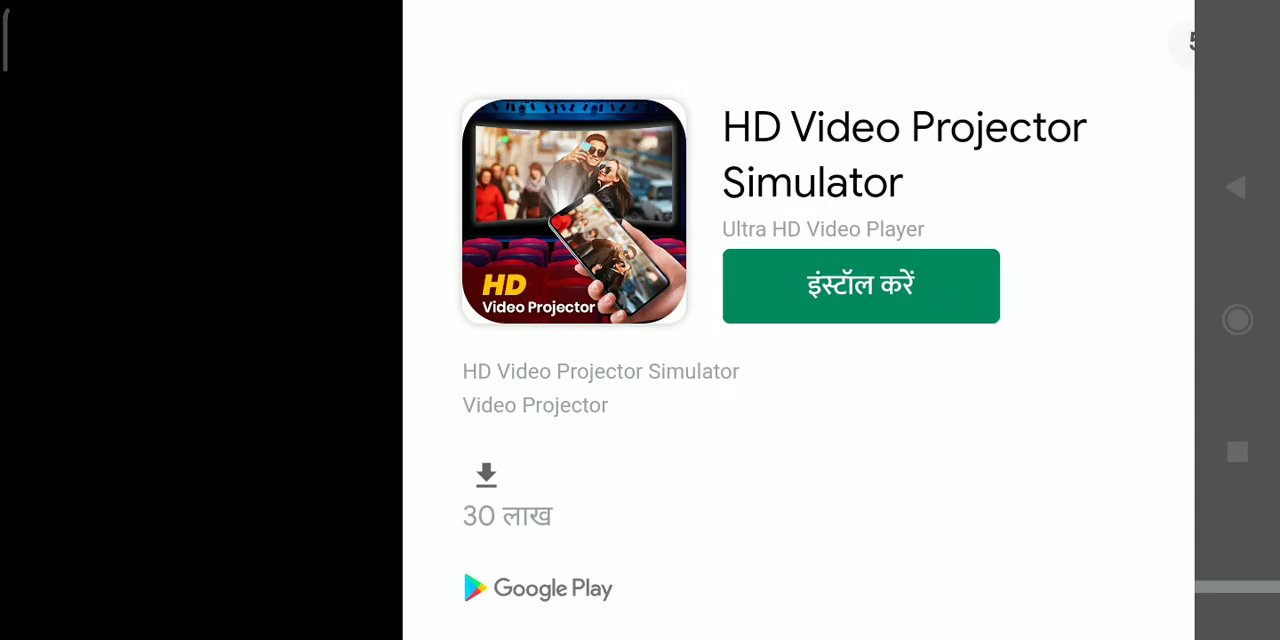 5
HD Video Projector
Simulator
Ultra HD Video Player
इंस्टॉल करें
HD
Video Projector
HD Video Projector Simulator
Video Projector
30 लाख
Google Play